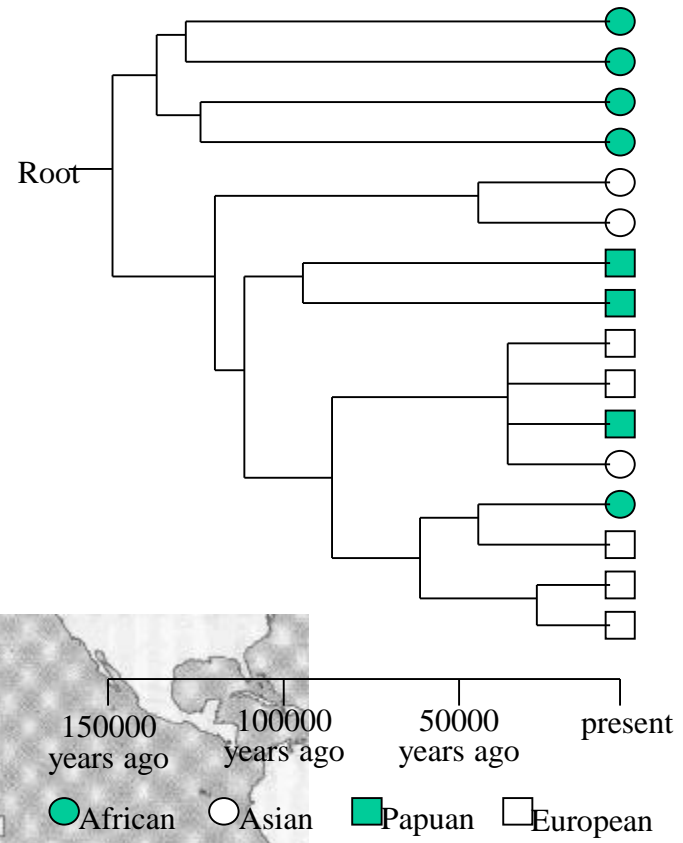 Root
150000
years ago
100000
years ago
50000
years ago
present
African
Asian
Papuan
European